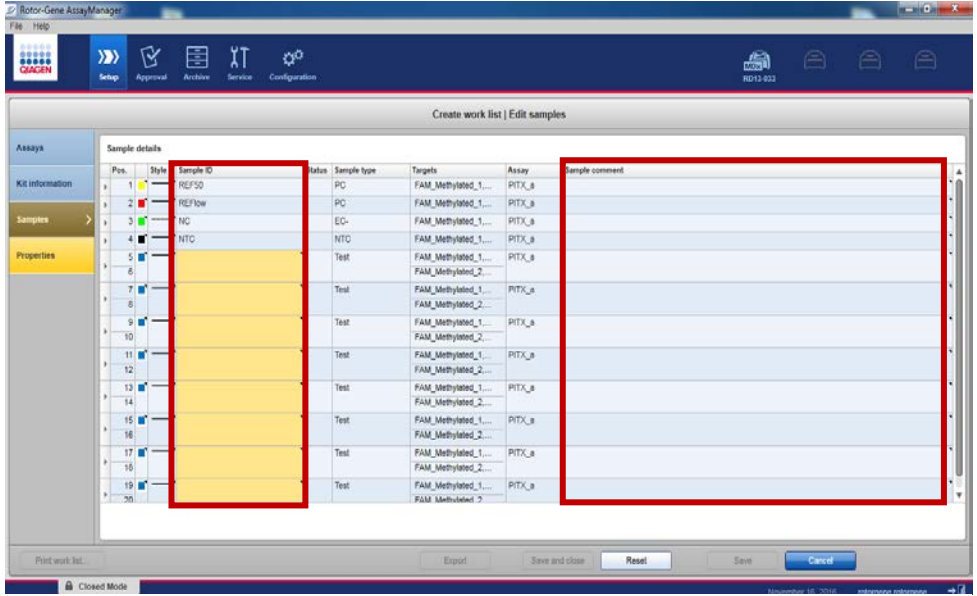 Rotor-Gene AssayManager
File Help
QIAGEN
Setup Approval Archive Service Configuration
MDx
RD13-033
Create work list | Edit samples
Assays
Kit information
Samples
Properties
Sample details
Pos. Style Sample ID Status Sample type Targets Assay Sample comment
1 REF50 PC FAM_Methylated_1,... PITX_a
2 REFlow PC FAM_Methylated_1,... PITX_a
3 NC EC- FAM_Methylated_1,... PITX_a
4 NTC NTC FAM_Methylated_1,... PITX_a
5 Test FAM_Methylated_1,... PITX_a
6 FAM_Methylated_2,...
7 Test FAM_Methylated_1,... PITX_a
8 FAM_Methylated_2,...
9 Test FAM_Methylated_1,... PITX_a
10 FAM_Methylated_2,...
11 Test FAM_Methylated_1,... PITX_a
12 FAM_Methylated_2,...
13 Test FAM_Methylated_1,... PITX_a
14 FAM_Methylated_2,...
15 Test FAM_Methylated_1,... PITX_a
16 FAM_Methylated_2,...
17 Test FAM_Methylated_1,... PITX_a
18 FAM_Methylated_2,...
19 Test FAM_Methylated_1,... PITX_a
20 FAM_Methylated_2
Print work list... Export Save and close Reset Save Cancel
Closed Mode November 16, 2016 rotorgene rotorgene